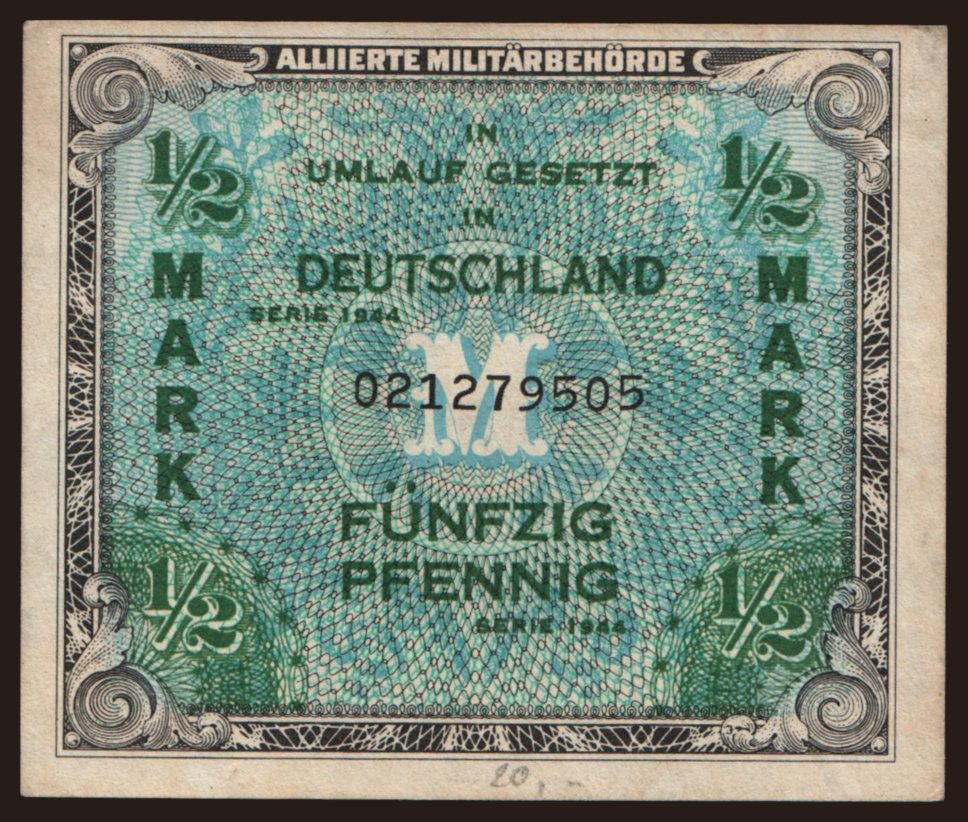 ALLIIERTE MILITÄRBEHÖRDE
IN
UMLAUF GESETZT
IN
DEUTSCHLAND
SERIE 1944
1/2
MARK
1/2
MARK
M
021279505
FÜNFZIG
PFENNIG
SERIE 1944
1/2
1/2
20,-